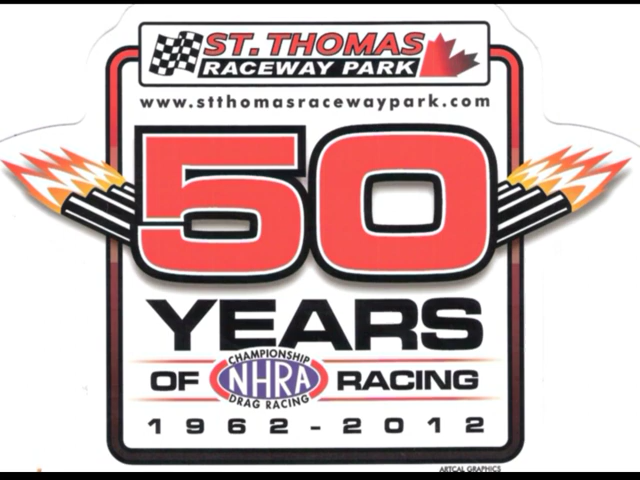 ST. THOMAS
RACEWAY PARK
www.stthomasracewaypark.com
50
YEARS
OF CHAMPIONSHIP NHRA DRAG RACING RACING
1962-2012
ARTCAL GRAPHICS